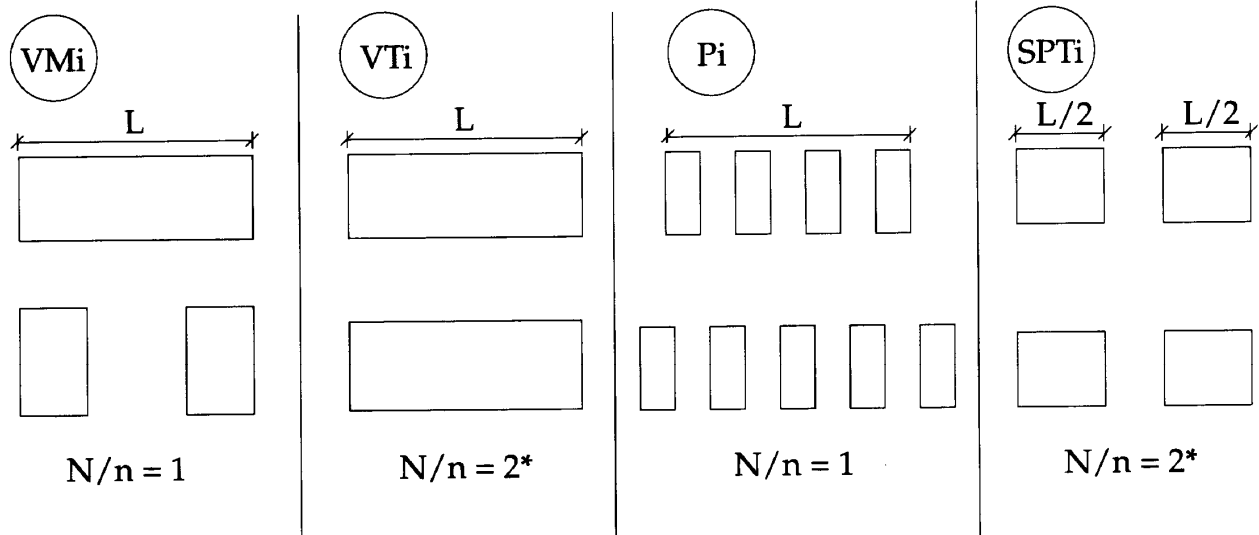 VMi
VTi
Pi
SPTi
L
L
L
L/2
L/2
N/n = 1
N/n = 2*
N/n = 1
N/n = 2*